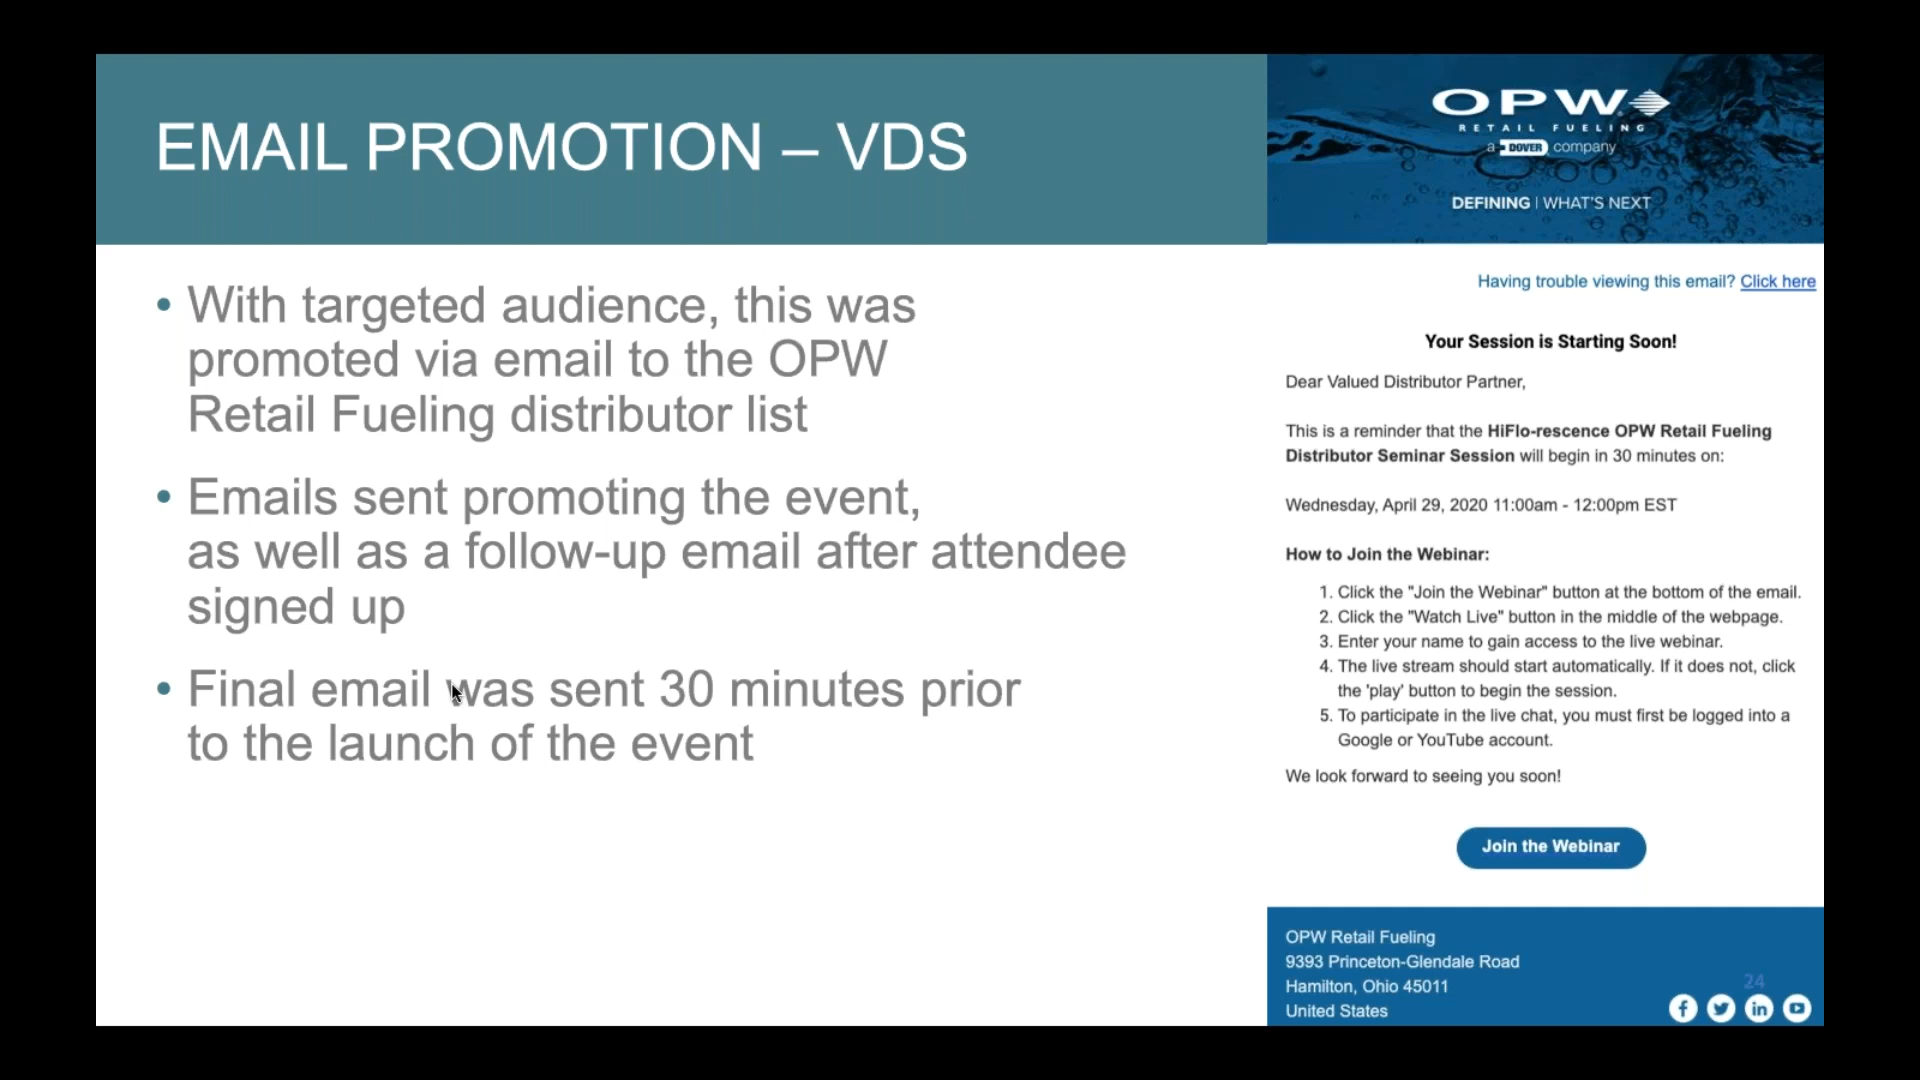 EMAIL PROMOTION – VDS
• With targeted audience, this was
promoted via email to the OPW
Retail Fueling distributor list
• Emails sent promoting the event,
as well as a follow-up email after attendee
signed up
• Final email was sent 30 minutes prior
to the launch of the event
OPW
RETAIL FUELING
a DOVER company
DEFINING | WHAT'S NEXT
Having trouble viewing this email? Click here
Your Session is Starting Soon!
Dear Valued Distributor Partner,
This is a reminder that the HiFlo-rescence OPW Retail Fueling
Distributor Seminar Session will begin in 30 minutes on:
Wednesday, April 29, 2020 11:00am - 12:00pm EST
How to Join the Webinar:
1. Click the "Join the Webinar" button at the bottom of the email.
2. Click the "Watch Live" button in the middle of the webpage.
3. Enter your name to gain access to the live webinar.
4. The live stream should start automatically. If it does not, click
the 'play' button to begin the session.
5. To participate in the live chat, you must first be logged into a
Google or YouTube account.
We look forward to seeing you soon!
Join the Webinar
OPW Retail Fueling
9393 Princeton-Glendale Road
Hamilton, Ohio 45011
United States
24